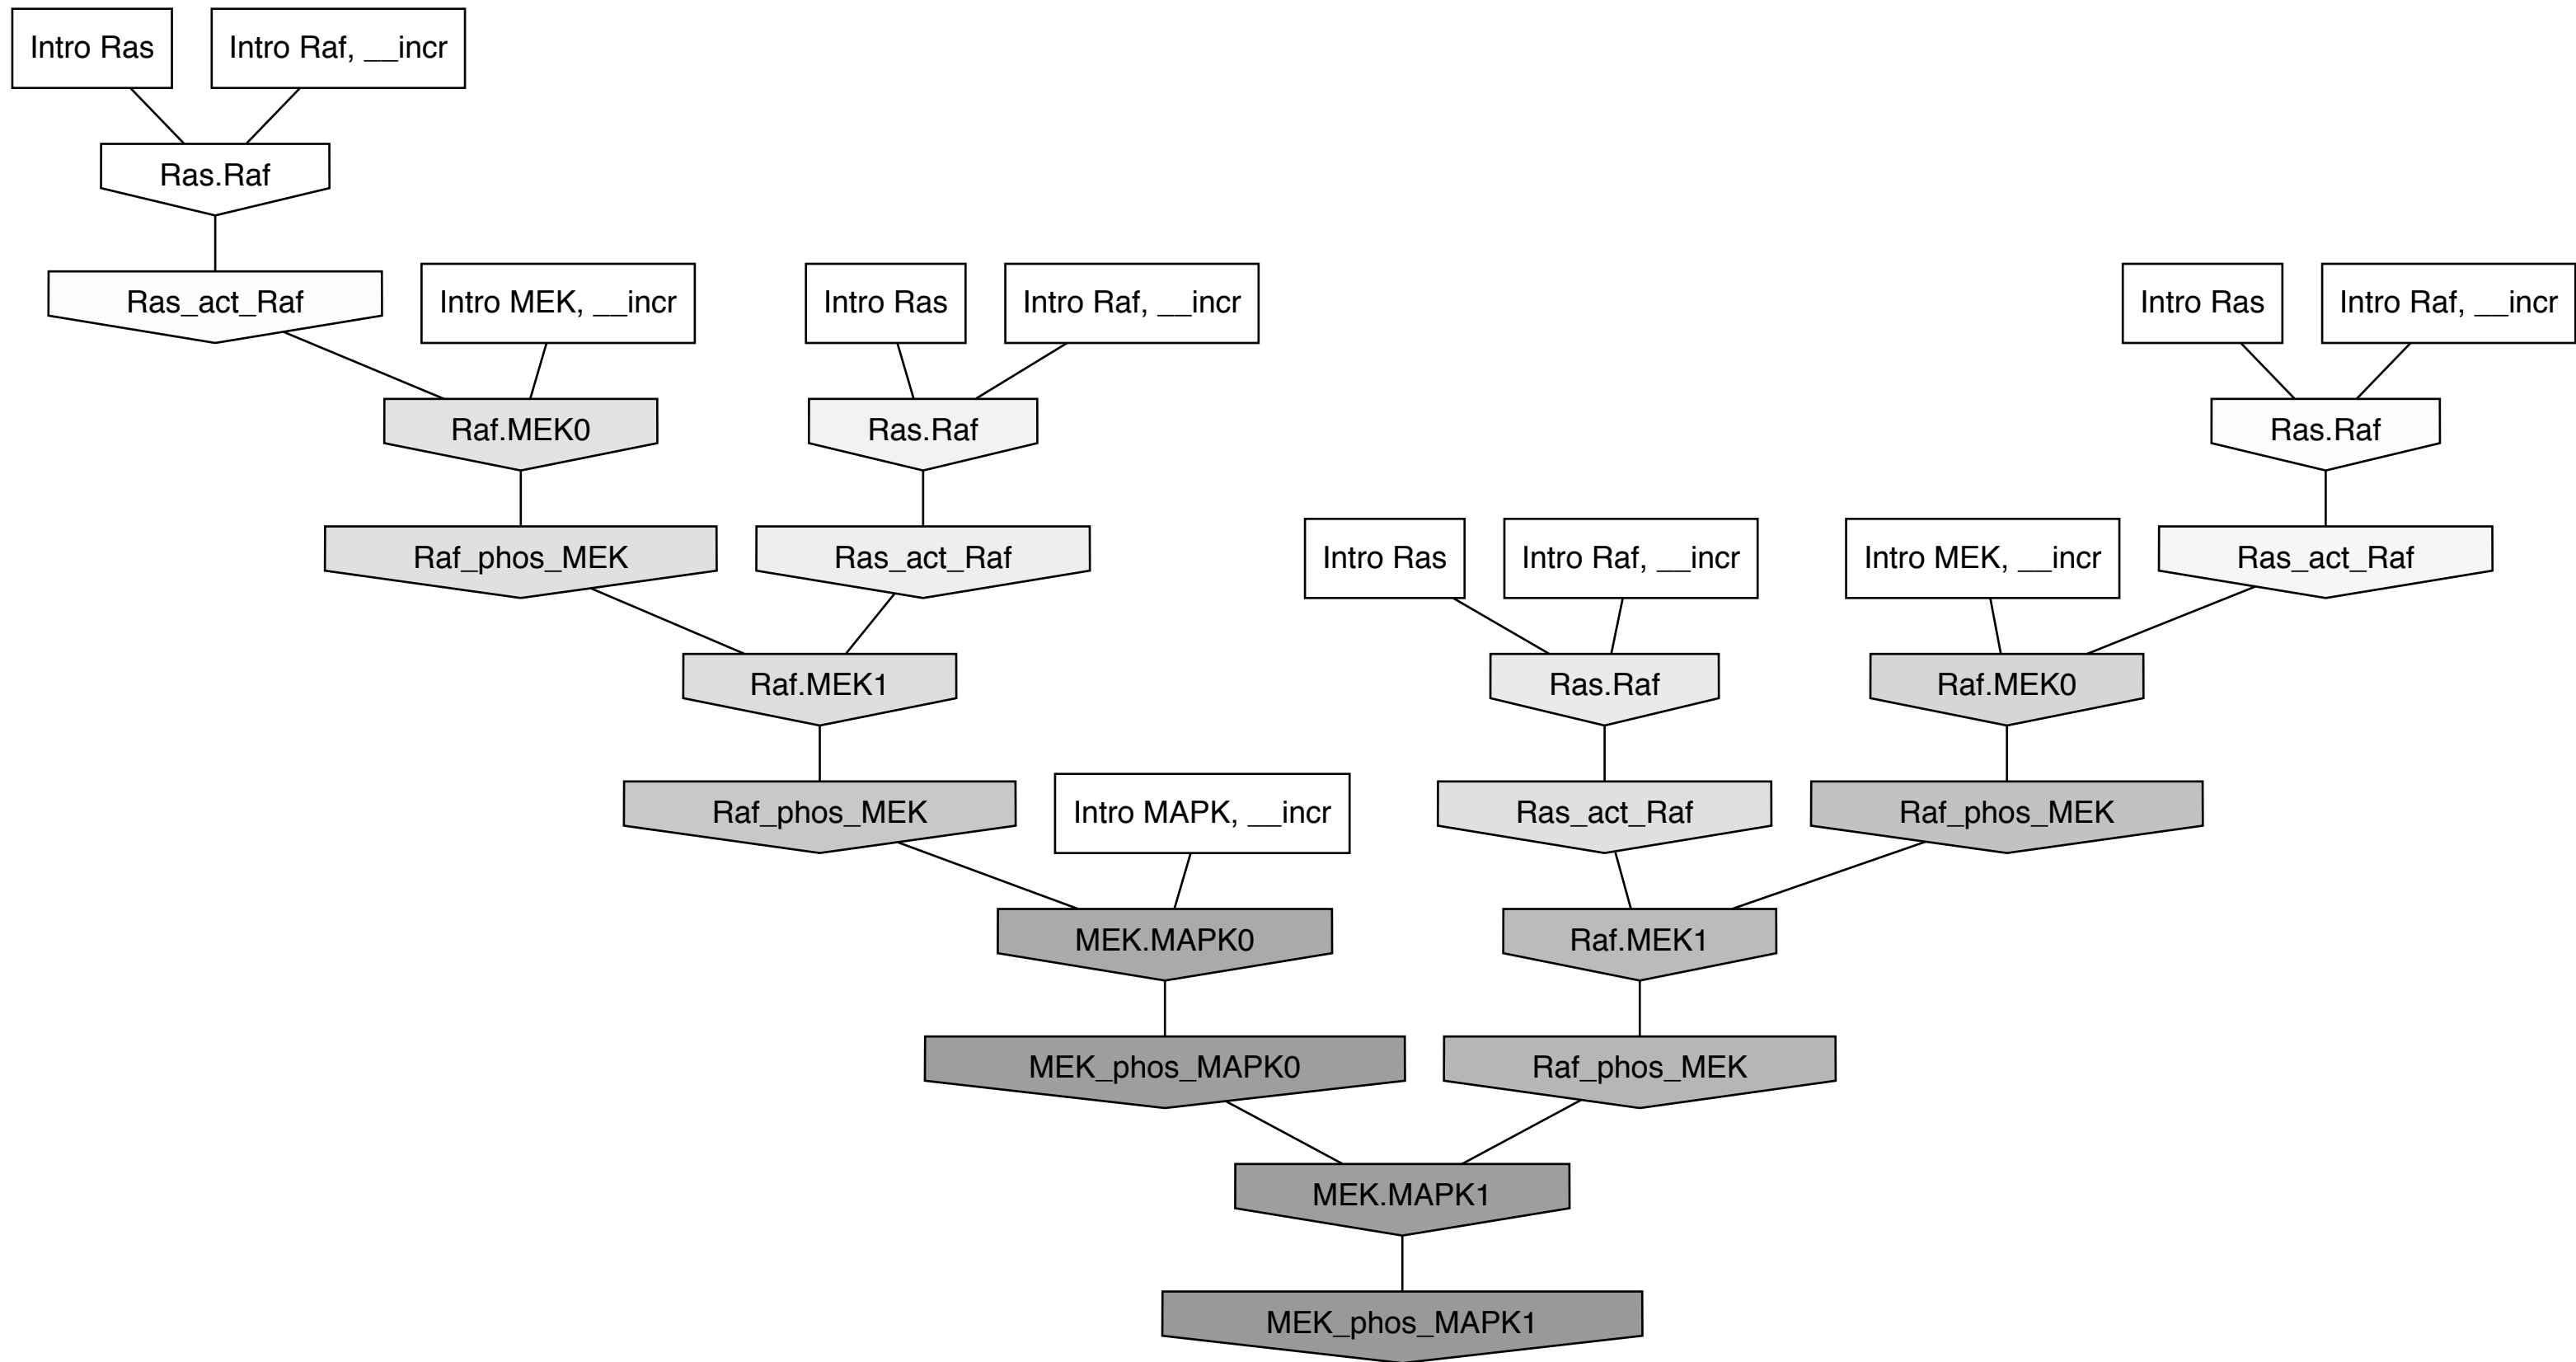 Intro Ras
Intro Raf, __incr
Ras.Raf
Ras_act_Raf
Intro MEK, __incr
Intro Ras
Intro Raf, __incr
Intro Ras
Intro Raf, __incr
Raf.MEK0
Ras.Raf
Ras.Raf
Raf_phos_MEK
Ras_act_Raf
Intro Ras
Intro Raf, __incr
Intro MEK, __incr
Ras_act_Raf
Raf.MEK1
Ras.Raf
Raf.MEK0
Raf_phos_MEK
Intro MAPK, __incr
Ras_act_Raf
Raf_phos_MEK
MEK.MAPK0
Raf.MEK1
MEK_phos_MAPK0
Raf_phos_MEK
MEK.MAPK1
MEK_phos_MAPK1